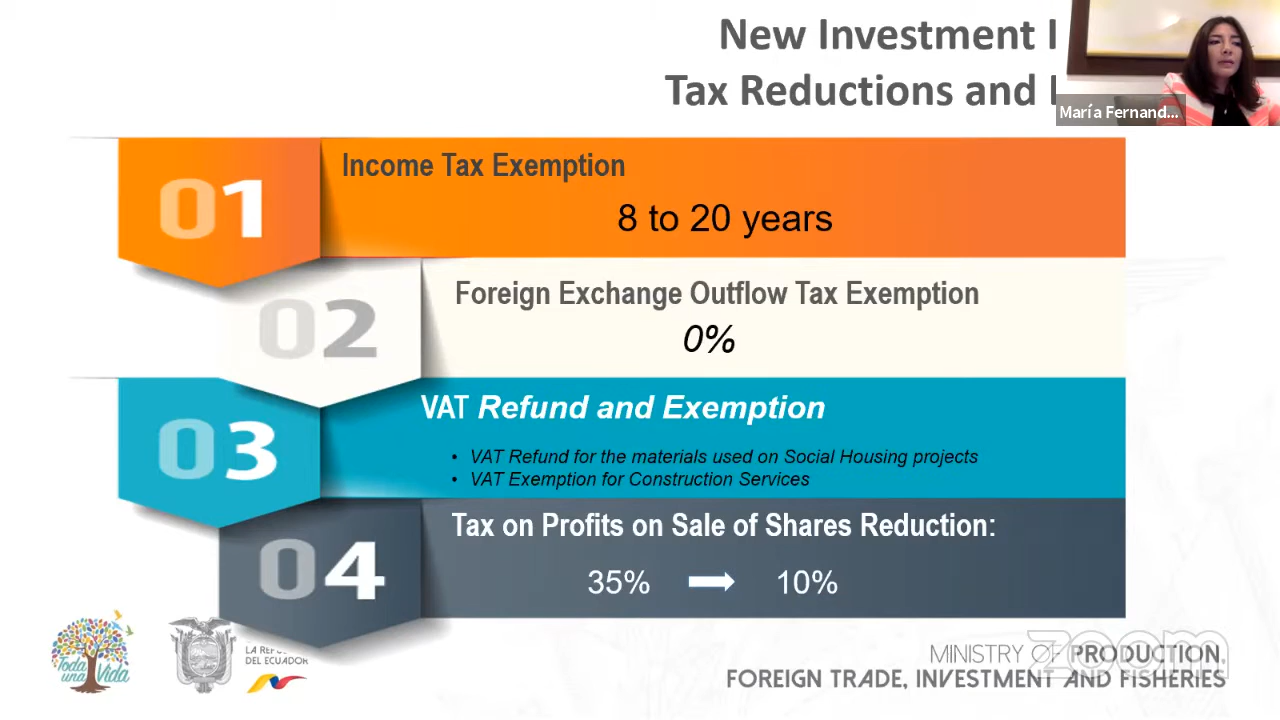 New Investment
Tax Reductions and
María Fernand...
01
Income Tax Exemption
8 to 20 years
02
Foreign Exchange Outflow Tax Exemption
0%
03
VAT Refund and Exemption
• VAT Refund for the materials used on Social Housing projects
• VAT Exemption for Construction Services
04
Tax on Profits on Sale of Shares Reduction:
35% 10%
Toda
una Vida
LA
DEL ECUADOR
zoom
MINISTRY OF PRODUCTION,
FOREIGN TRADE, INVESTMENT AND FISHERIES